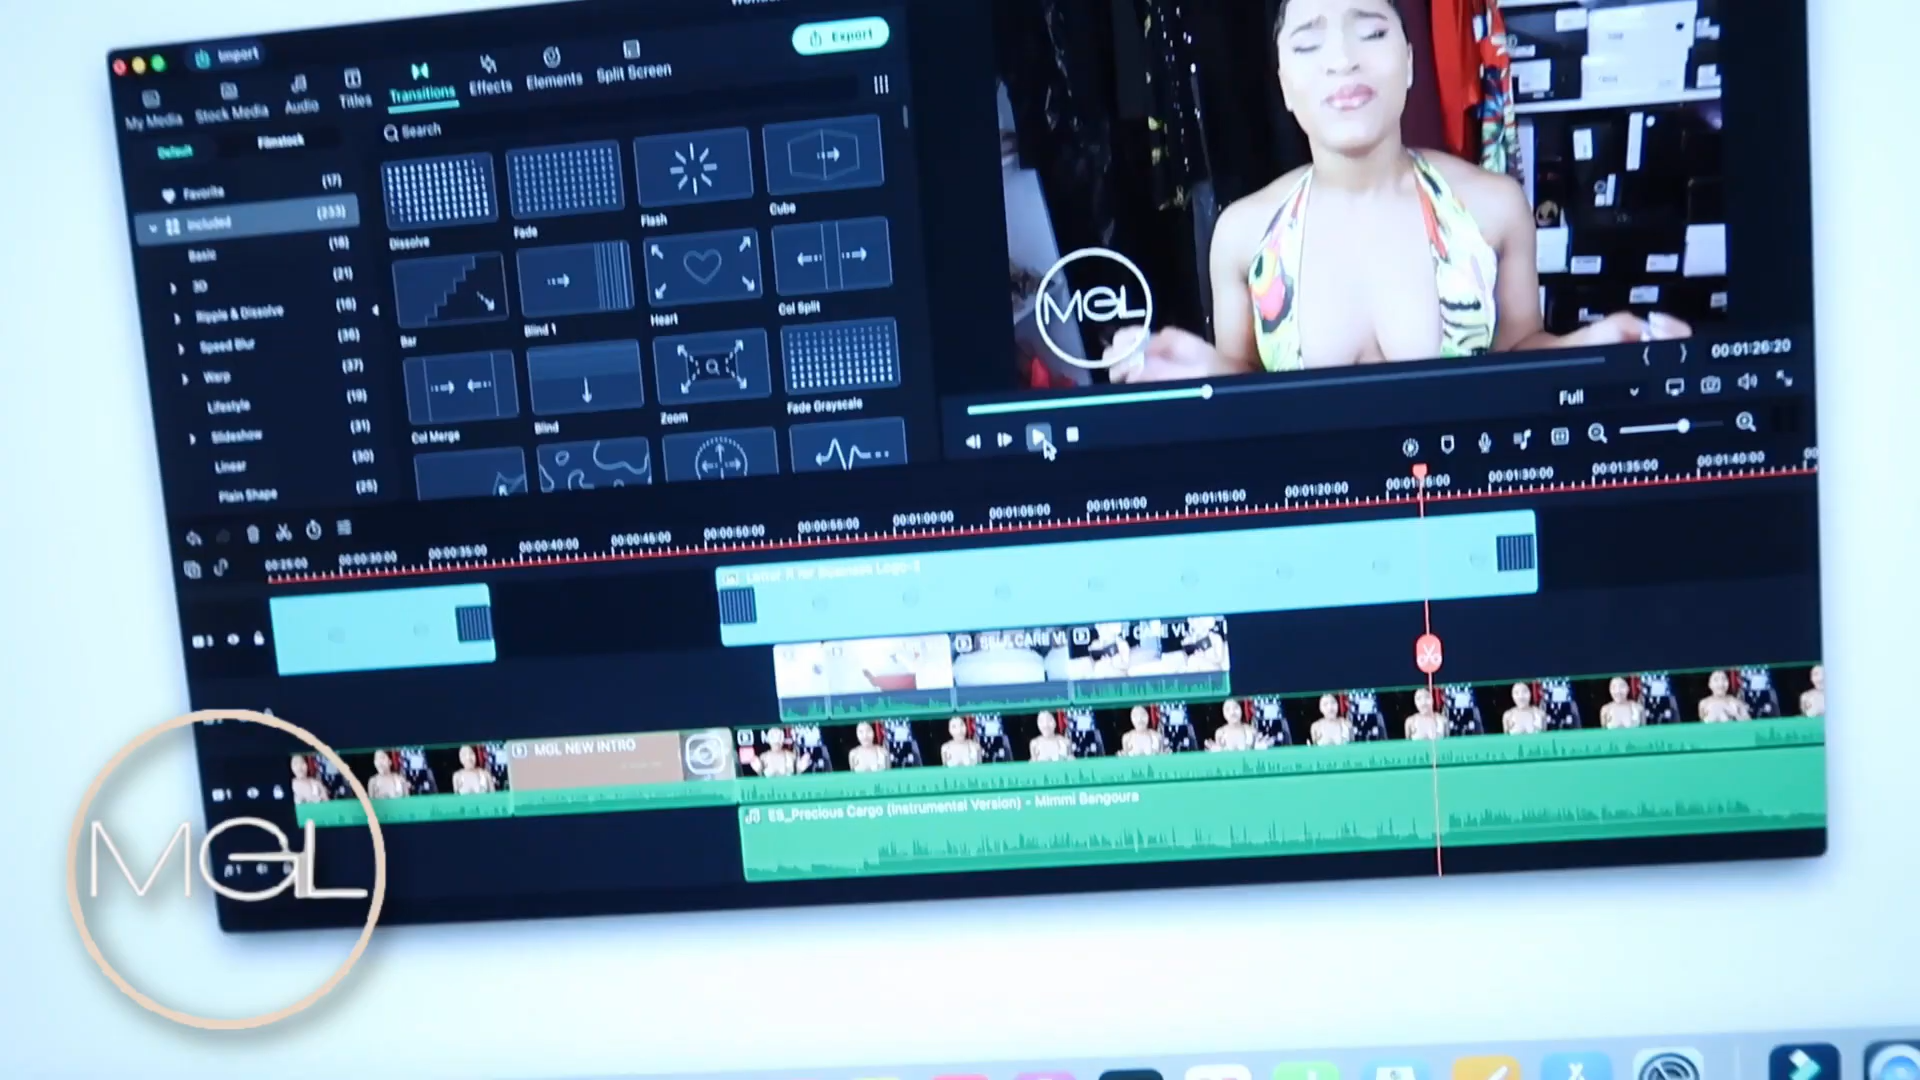 Import
Export
My Media
Stock Media
Audio
Titles
Transitions
Effects
Elements
Split Screen
Default
Filmstock
Search
Favorite (17)
Included (233)
Basic (18)
3D (21)
Ripple & Dissolve (16)
Speed Blur (36)
Warp (37)
Lifestyle (19)
Slideshow (31)
Linear (30)
Plain Shape (25)
Dissolve
Fade
Flash
Cube
Bar
Blind 1
Heart
Col Split
Col Merge
Blind
Zoom
Fade Grayscale
MGL
{ } 00:01:26:20
Full
00:25:00
00:00:30:00
00:00:35:00
00:00:40:00
00:00:45:00
00:00:50:00
00:00:55:00
00:01:00:00
00:01:05:00
00:01:10:00
00:01:15:00
00:01:20:00
00:01:30:00
00:01:35:00
00:01:40:00
for Business Logo
SELF CARE VL
CARE VL
MGL NEW INTRO
ES_Precious Cargo (Instrumental Version) - Mimmi Bangoura
MGL